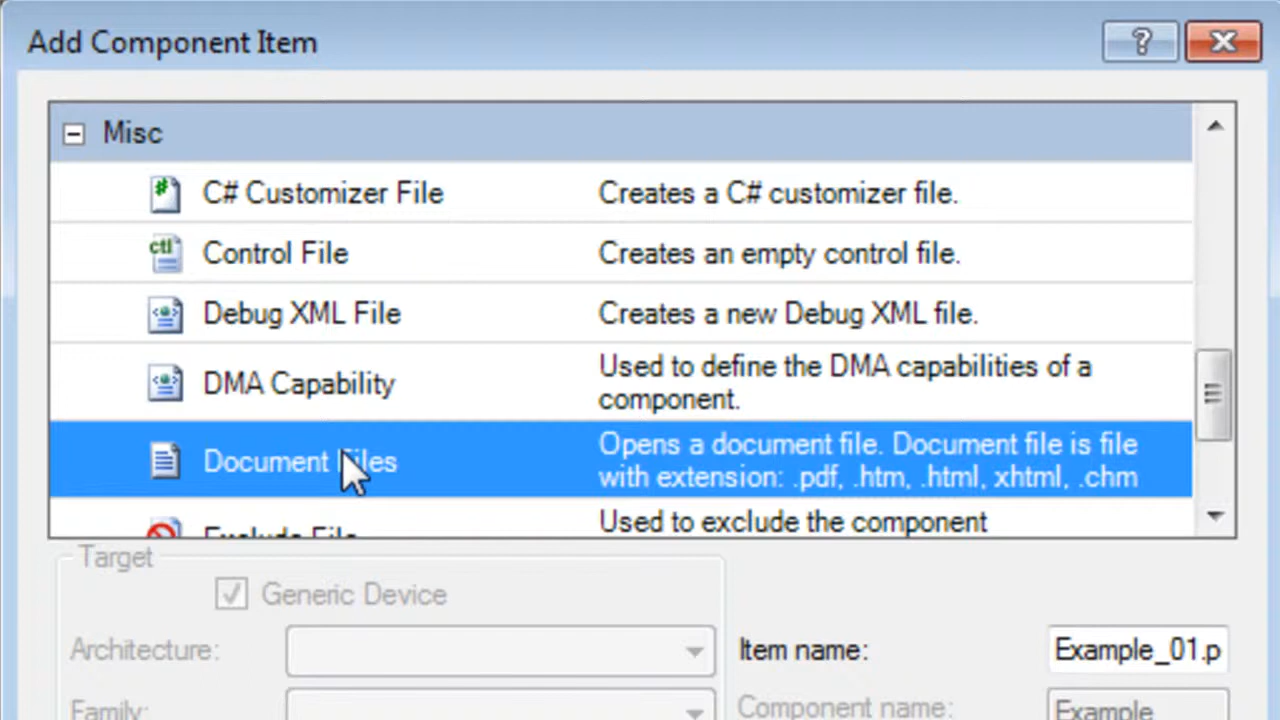 Add Component Item
Misc
C# Customizer File Creates a C# customizer file.
ctl
Control File Creates an empty control file.
Debug XML File Creates a new Debug XML file.
DMA Capability Used to define the DMA capabilities of a
component.
Document Files Opens a document file. Document file is file
with extension: .pdf, .htm, .html, xhtml, .chm
Exclude File Used to exclude the component
Target
Generic Device
Architecture:
Item name: Example_01.p
Family:
Component name: Example